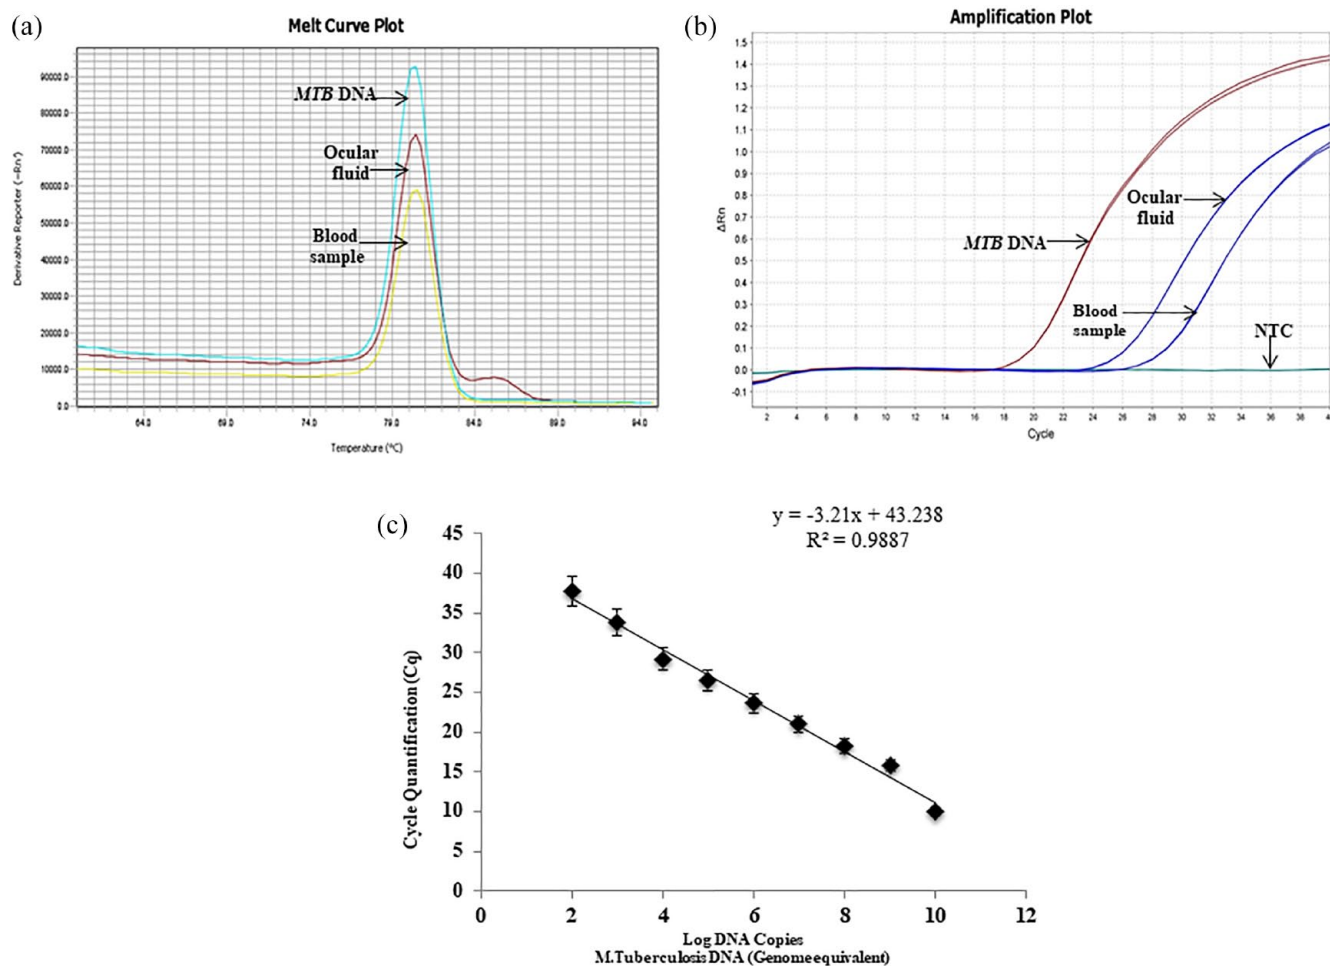 (a)
Melt Curve Plot
90000.0
80000.0
70000.0
60000.0
50000.0
40000.0
30000.0
20000.0
10000.0
0.0
Derivative Reporter (-Rn')
MTB DNA
Ocular
fluid
Blood
sample
64.0 69.0 74.0 79.0 84.0 89.0 94.0
Temperature (°C)
(b)
Amplification Plot
1.5
1.4
1.3
1.2
1.1
1.0
0.9
0.8
0.7
0.6
0.5
0.4
0.3
0.2
0.1
0.0
-0.1
ΔRn
MTB DNA
Ocular
fluid
Blood
sample
NTC
2 4 6 8 10 12 14 16 18 20 22 24 26 28 30 32 34 36 38 40
Cycle
(c)
y = -3.21x + 43.238
R² = 0.9887
45
40
35
30
25
20
15
10
5
0
Cycle Quantification (Cq)
0 2 4 6 8 10 12
Log DNA Copies
M.Tuberculosis DNA (Genomeequivalent)